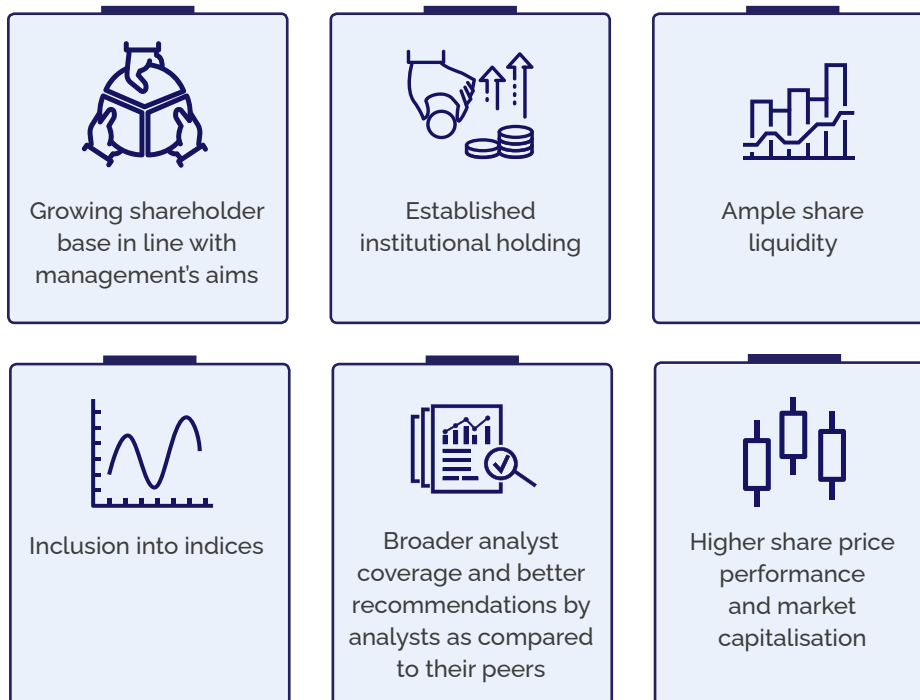 Growing shareholder
base in line with
management's aims
Established
institutional holding
Ample share
liquidity
Inclusion into indices
Broader analyst
coverage and better
recommendations by
analysts as compared
to their peers
Higher share price
performance
and market
capitalisation